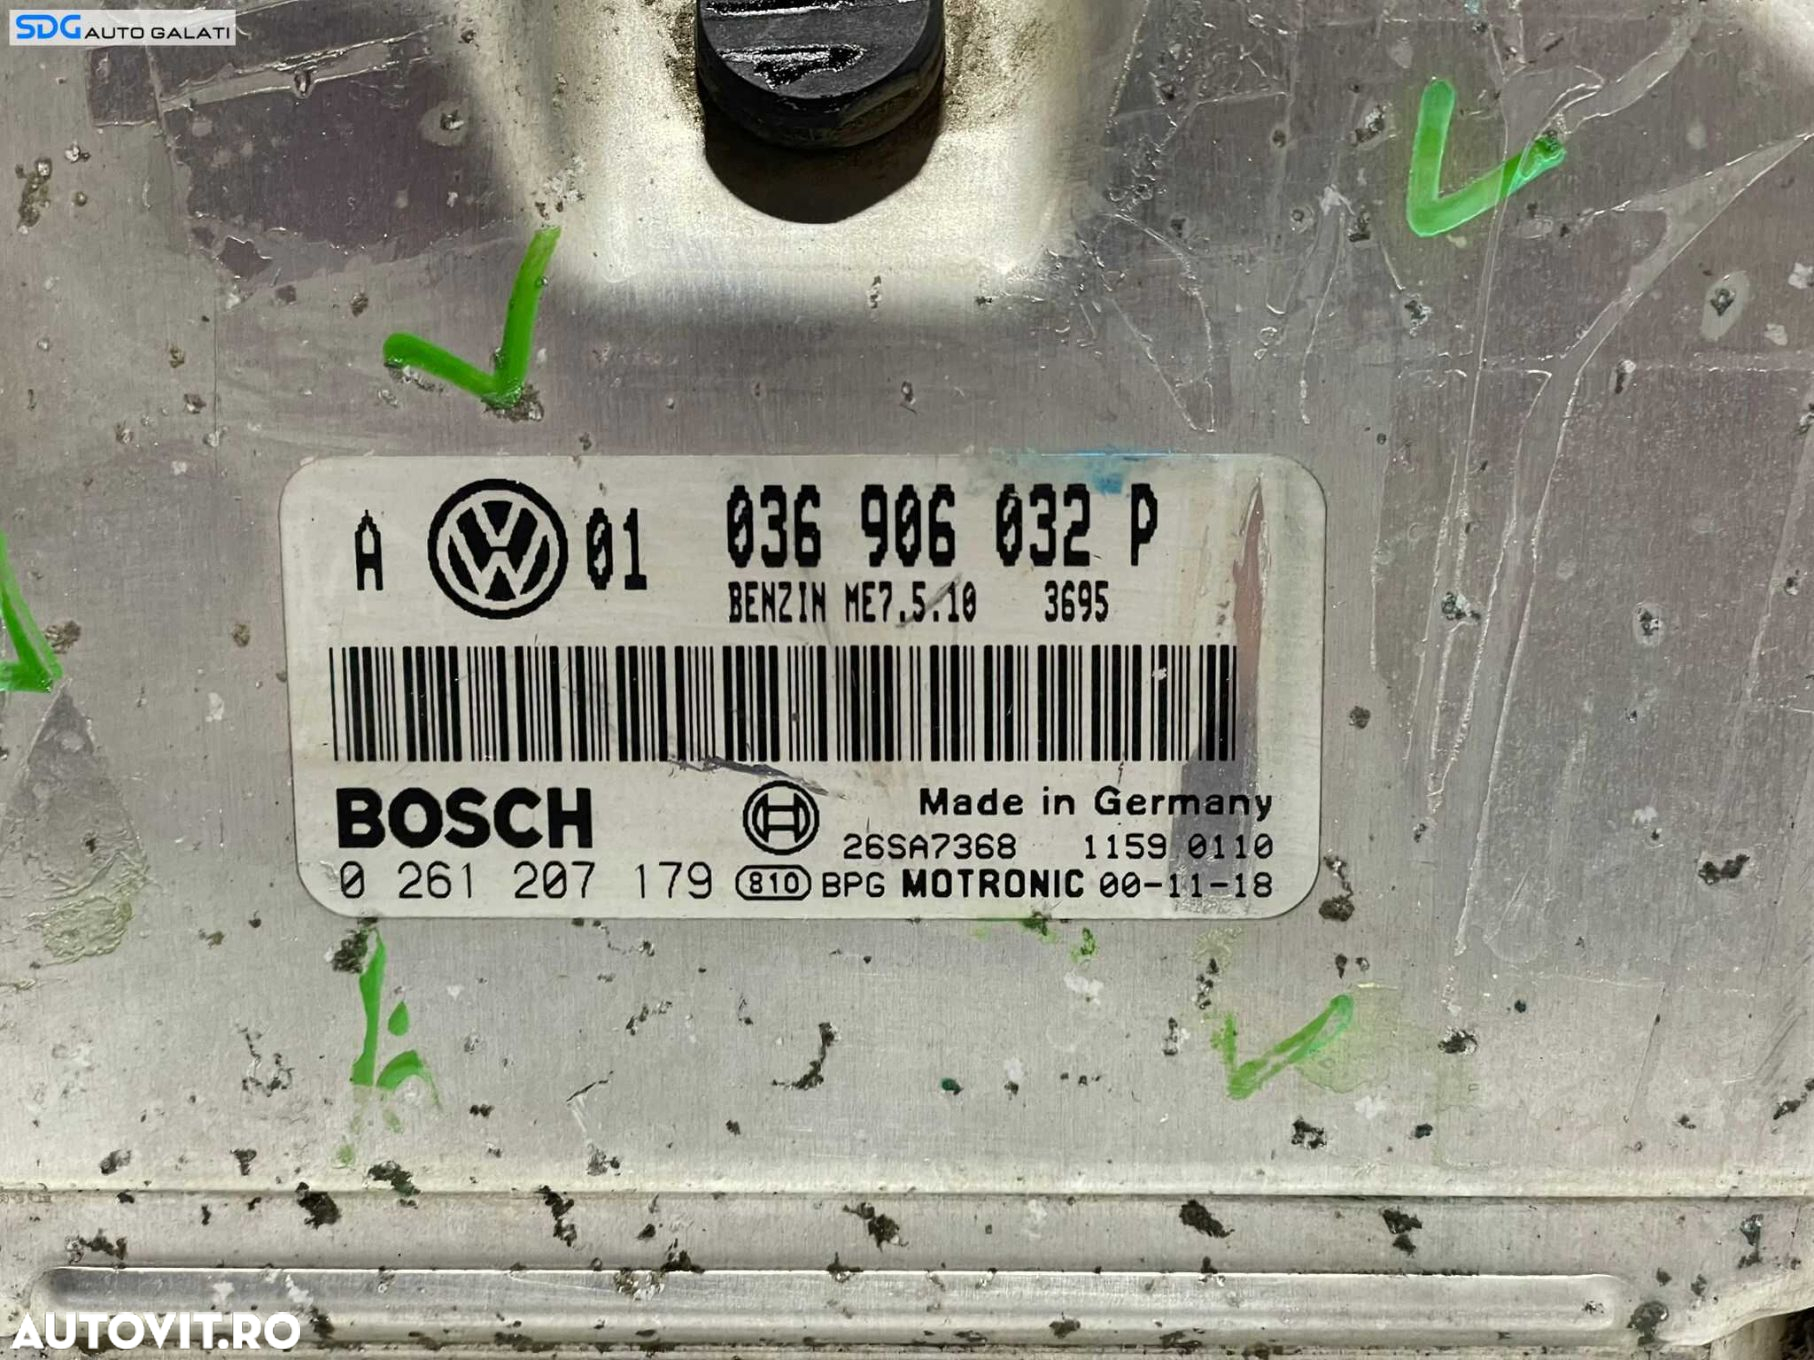 SDG AUTO GALATI
A 01 036 906 032 P
BENZIN ME7.5.10 3695
BOSCH
Made in Germany
26SA7368 1159 0110
0 261 207 179 810 BPG MOTRONIC 00-11-18
AUTOVIT.RO